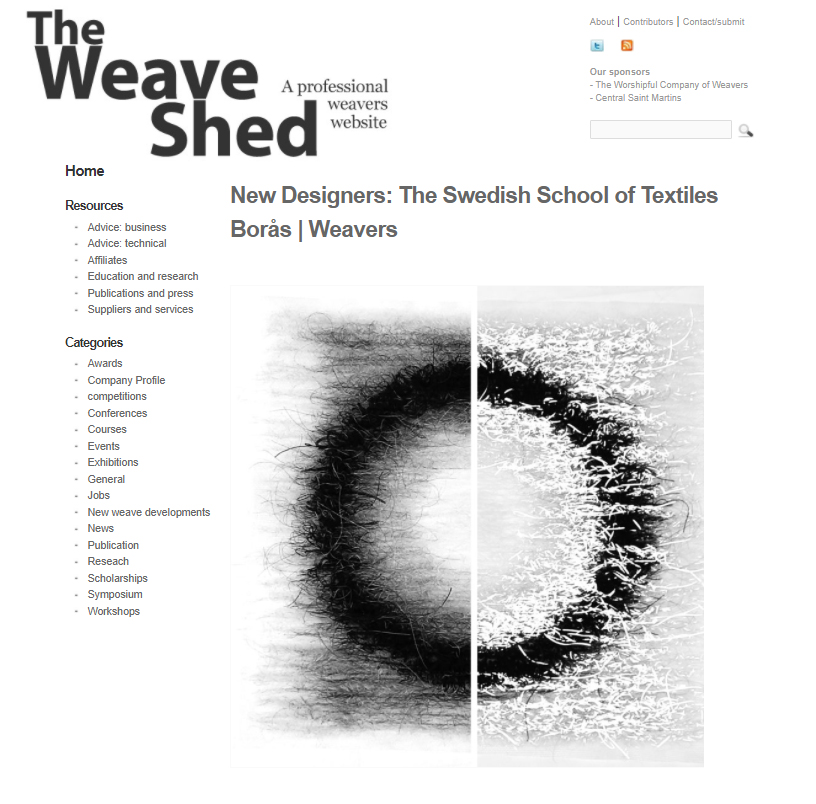 The
Weave
Shed
A professional
weavers
website
About | Contributors | Contact/submit
Our sponsors
- The Worshipful Company of Weavers
- Central Saint Martins
Home
Resources
Advice: business
Advice: technical
Affiliates
Education and research
Publications and press
Suppliers and services
Categories
Awards
Company Profile
competitions
Conferences
Courses
Events
Exhibitions
General
Jobs
New weave developments
News
Publication
Reseach
Scholarships
Symposium
Workshops
New Designers: The Swedish School of Textiles
Borås | Weavers